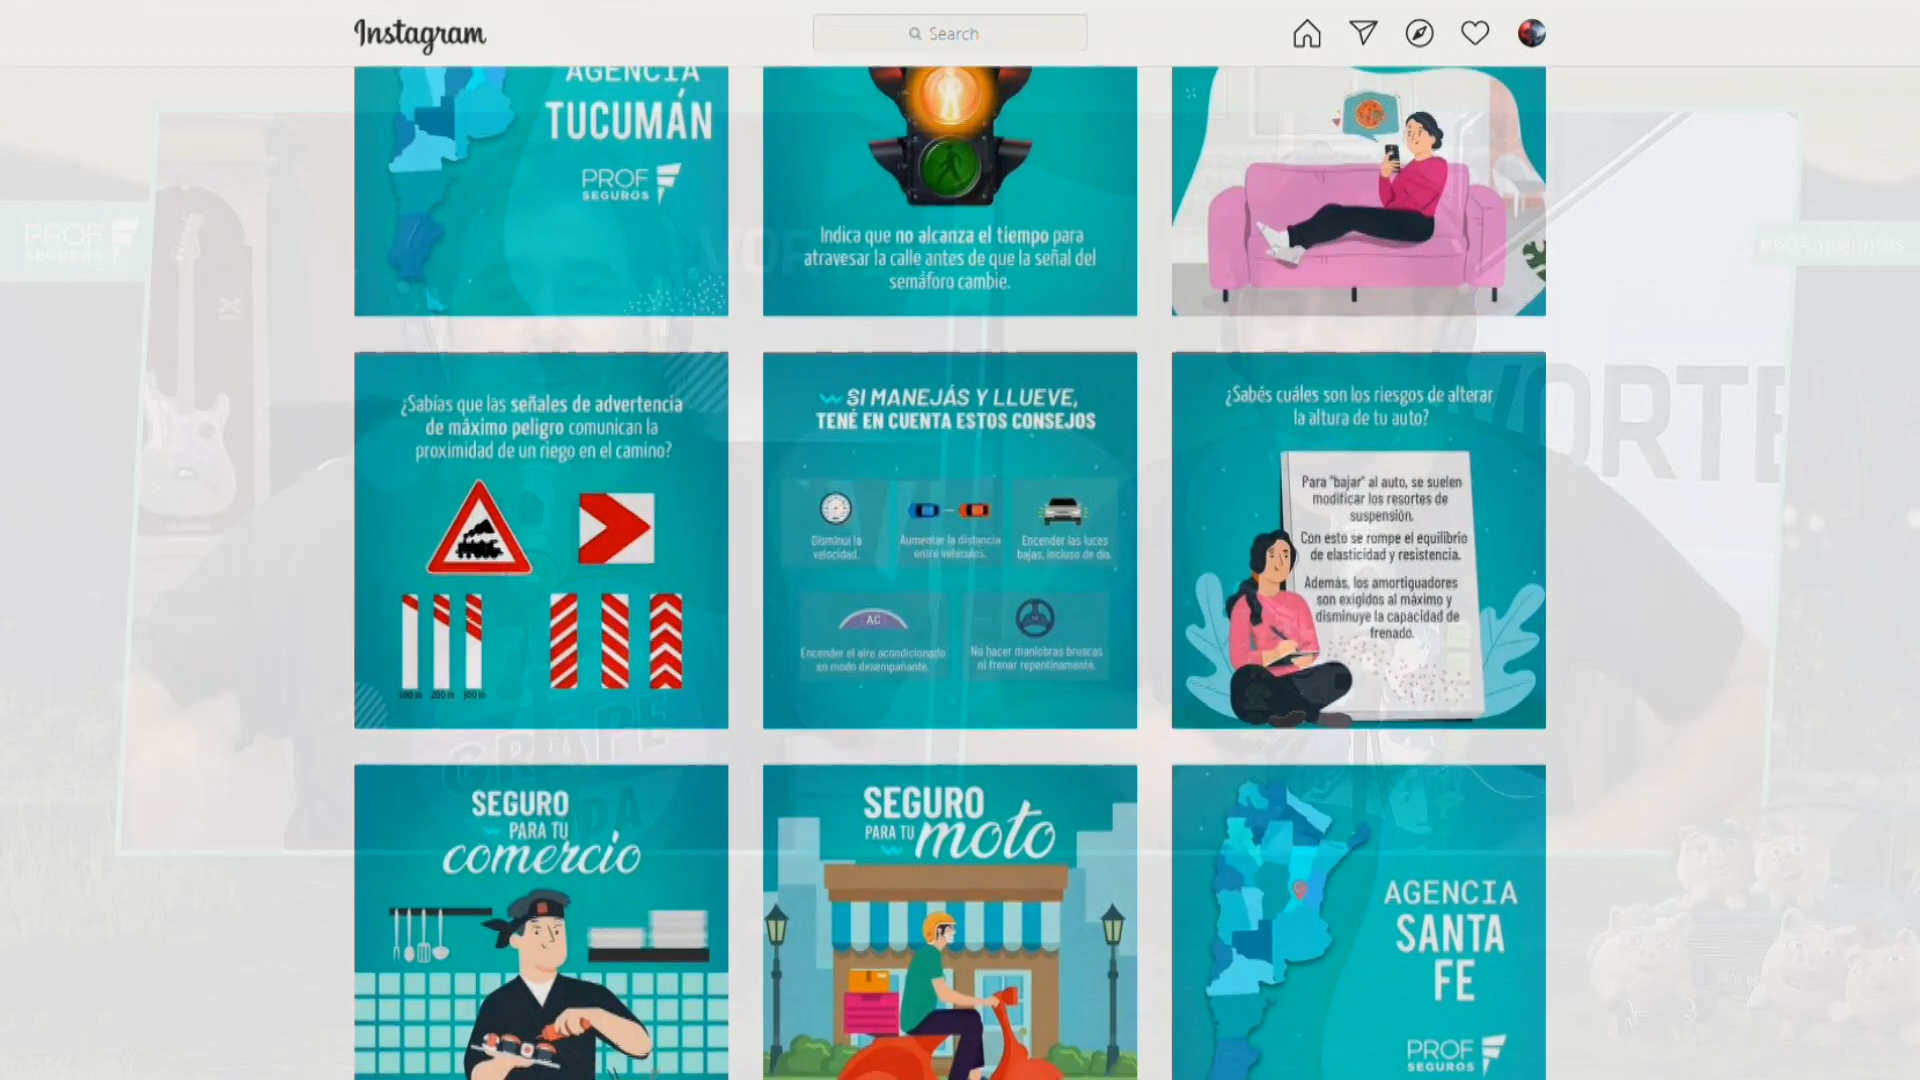 Instagram
Search
AGENCIA
TUCUMÁN
PROF
SEGUROS
Indica que no alcanza el tiempo para
atravesar la calle antes de que la señal del
semáforo cambie.
PROF
SEGUROS
¿Sabías que las señales de advertencia
de máximo peligro comunican la
proximidad de un riego en el camino?
100 m 200 m 300 m
SI MANEJÁS Y LLUEVE,
TENÉ EN CUENTA ESTOS CONSEJOS
Disminuí la
velocidad.
Aumentar la distancia
entre vehículos.
Encender las luces
bajas, incluso de día.
AC
Encender el aire acondicionado
en modo desempañante.
No hacer maniobras bruscas
ni frenar repentinamente.
¿Sabés cuáles son los riesgos de alterar
la altura de tu auto?
Para "bajar" al auto, se suelen
modificar los resortes de
suspensión.
Con esto se rompe el equilibrio
de elasticidad y resistencia.
Además, los amortiguadores
son exigidos al máximo y
disminuye la capacidad de
frenado.
VORTE
SEGURO
PARA TU
comercio
SEGURO
PARA TU
moto
AGENCIA
SANTA
FE
PROF
SEGUROS